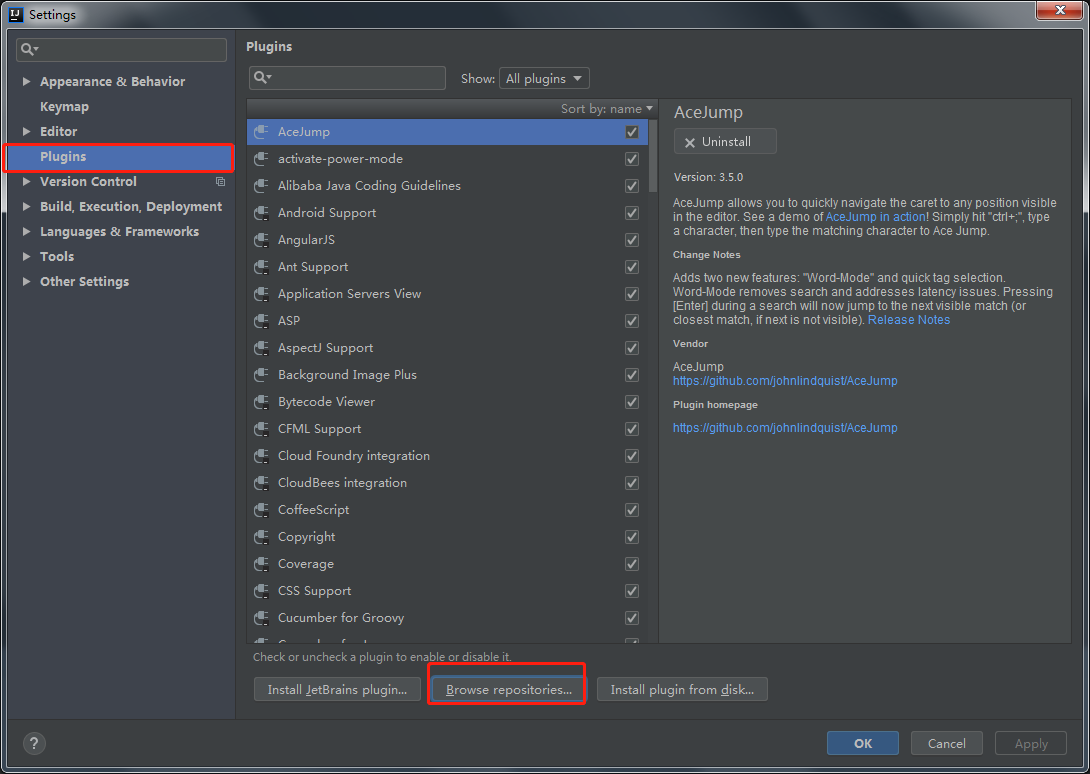 Settings
Plugins
Appearance & Behavior
Keymap
Editor
Plugins
Version Control
Build, Execution, Deployment
Languages & Frameworks
Tools
Other Settings
Show: All plugins
Sort by: name
AceJump
activate-power-mode
Alibaba Java Coding Guidelines
Android Support
AngularJS
Ant Support
Application Servers View
ASP
AspectJ Support
Background Image Plus
Bytecode Viewer
CFML Support
Cloud Foundry integration
CloudBees integration
CoffeeScript
Copyright
Coverage
CSS Support
Cucumber for Groovy
AceJump
Uninstall
Version: 3.5.0
AceJump allows you to quickly navigate the caret to any position visible
in the editor. See a demo of AceJump in action! Simply hit "ctrl+;", type
a character, then type the matching character to Ace Jump.
Change Notes
Adds two new features: "Word-Mode" and quick tag selection.
Word-Mode removes search and addresses latency issues. Pressing
[Enter] during a search will now jump to the next visible match (or
closest match, if next is not visible). Release Notes
Vendor
AceJump
https://github.com/johnlindquist/AceJump
Plugin homepage
https://github.com/johnlindquist/AceJump
Check or uncheck a plugin to enable or disable it.
Install JetBrains plugin...
Browse repositories...
Install plugin from disk...
?
OK
Cancel
Apply